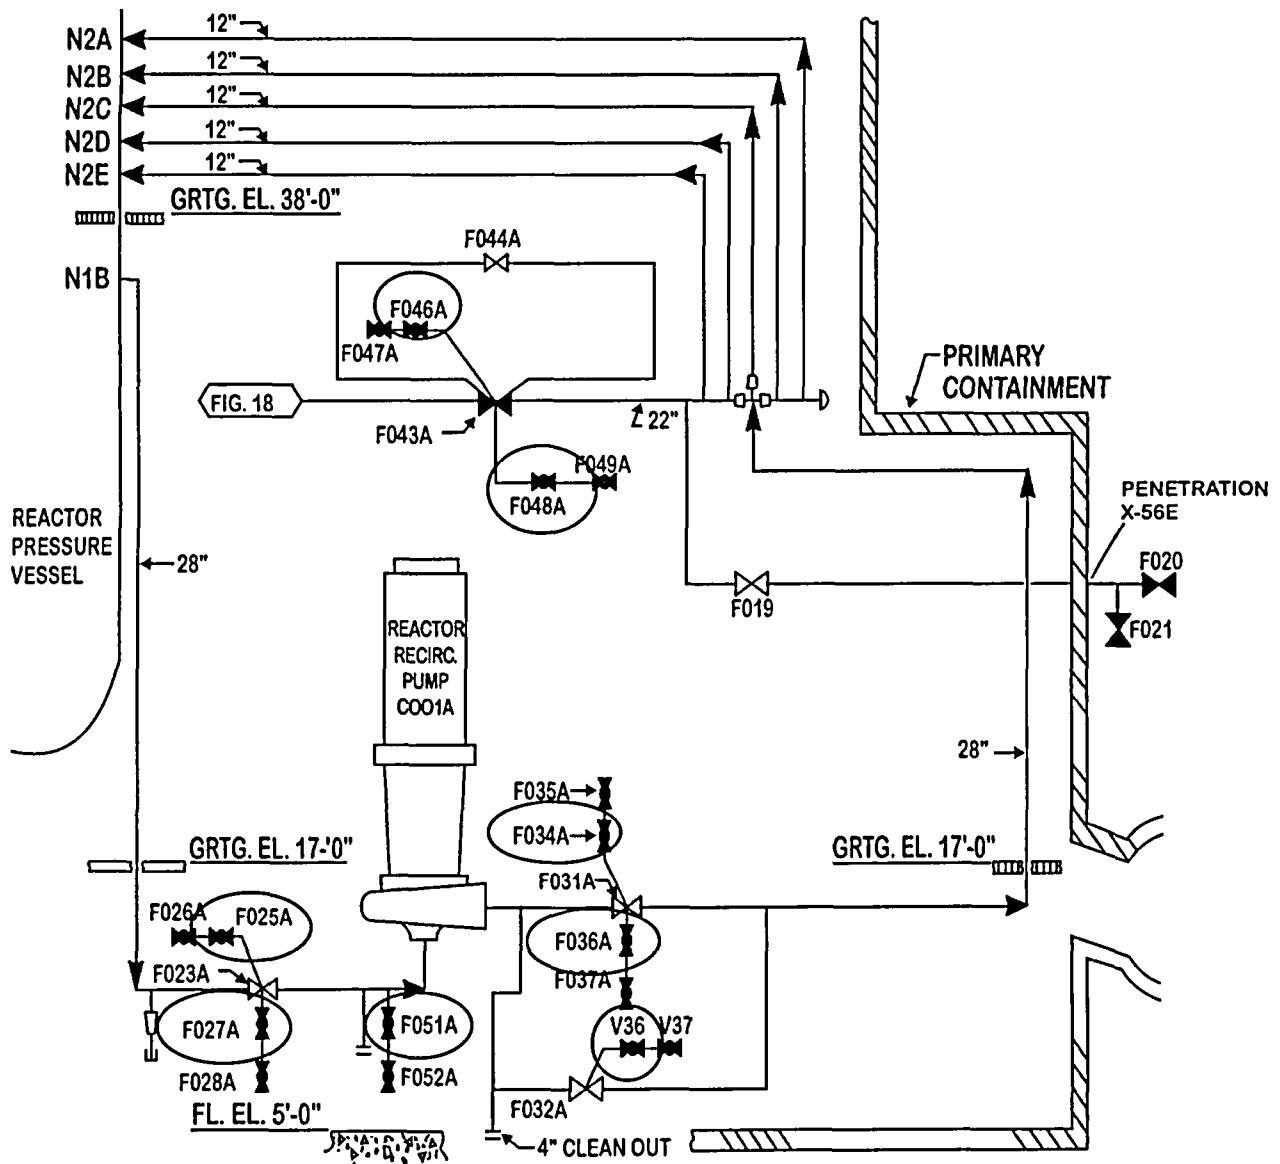 12"
N2A
12"
N2B
12"
N2C
12"
N2D
12"
N2E
GRTG. EL. 38'-0"
F044A
N1B
F046A
F047A
PRIMARY
CONTAINMENT
FIG. 18
22"
F043A
F049A
F048A
PENETRATION
X-56E
REACTOR
PRESSURE
VESSEL
28"
F020
F019
F021
REACTOR
RECIRC.
PUMP
COO1A
28"
F035A
F034A
GRTG. EL. 17-'0"
GRTG. EL. 17'-0"
F031A
F026A
F025A
F036A
F023A
F037A
F027A
F051A
V36
V37
F028A
F052A
F032A
FL. EL. 5'-0"
4" CLEAN OUT